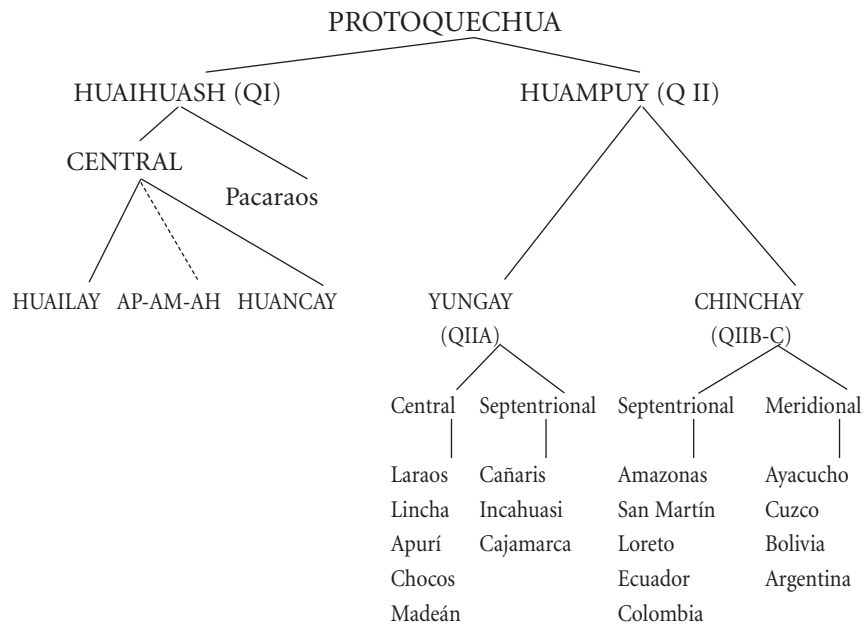 PROTOQUECHUA
HUAIHUASH (QI) HUAMPUY (Q II)
CENTRAL
Pacaraos
HUAILAY AP-AM-AH HUANCAY YUNGAY CHINCHAY
(QIIA) (QIIB-C)
Central Septentrional Septentrional Meridional
Laraos Cañaris Amazonas Ayacucho
Lincha Incahuasi San Martín Cuzco
Apurí Cajamarca Loreto Bolivia
Chocos Ecuador Argentina
Madeán Colombia